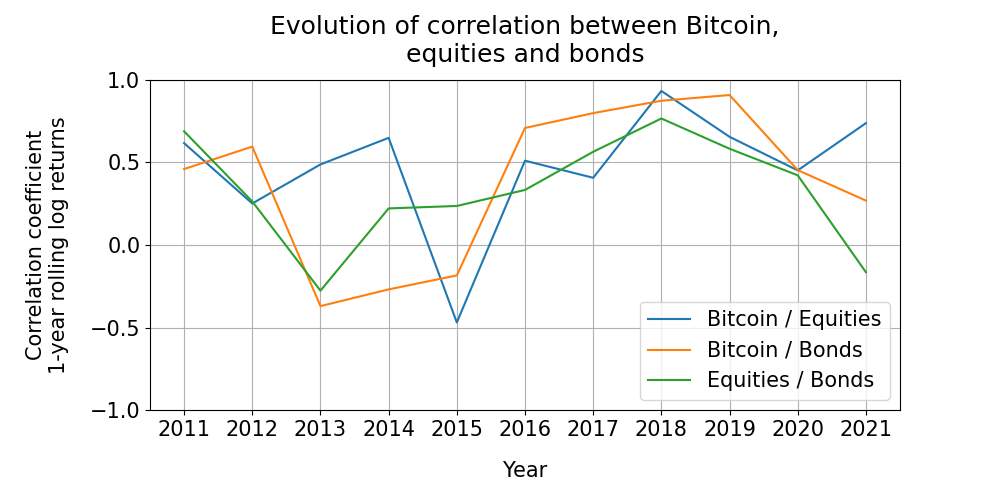 Evolution of correlation between Bitcoin,
equities and bonds
Correlation coefficient
1-year rolling log returns
1.0
0.5
0.0
−0.5
−1.0
Bitcoin / Equities
Bitcoin / Bonds
Equities / Bonds
2011 2012 2013 2014 2015 2016 2017 2018 2019 2020 2021
Year